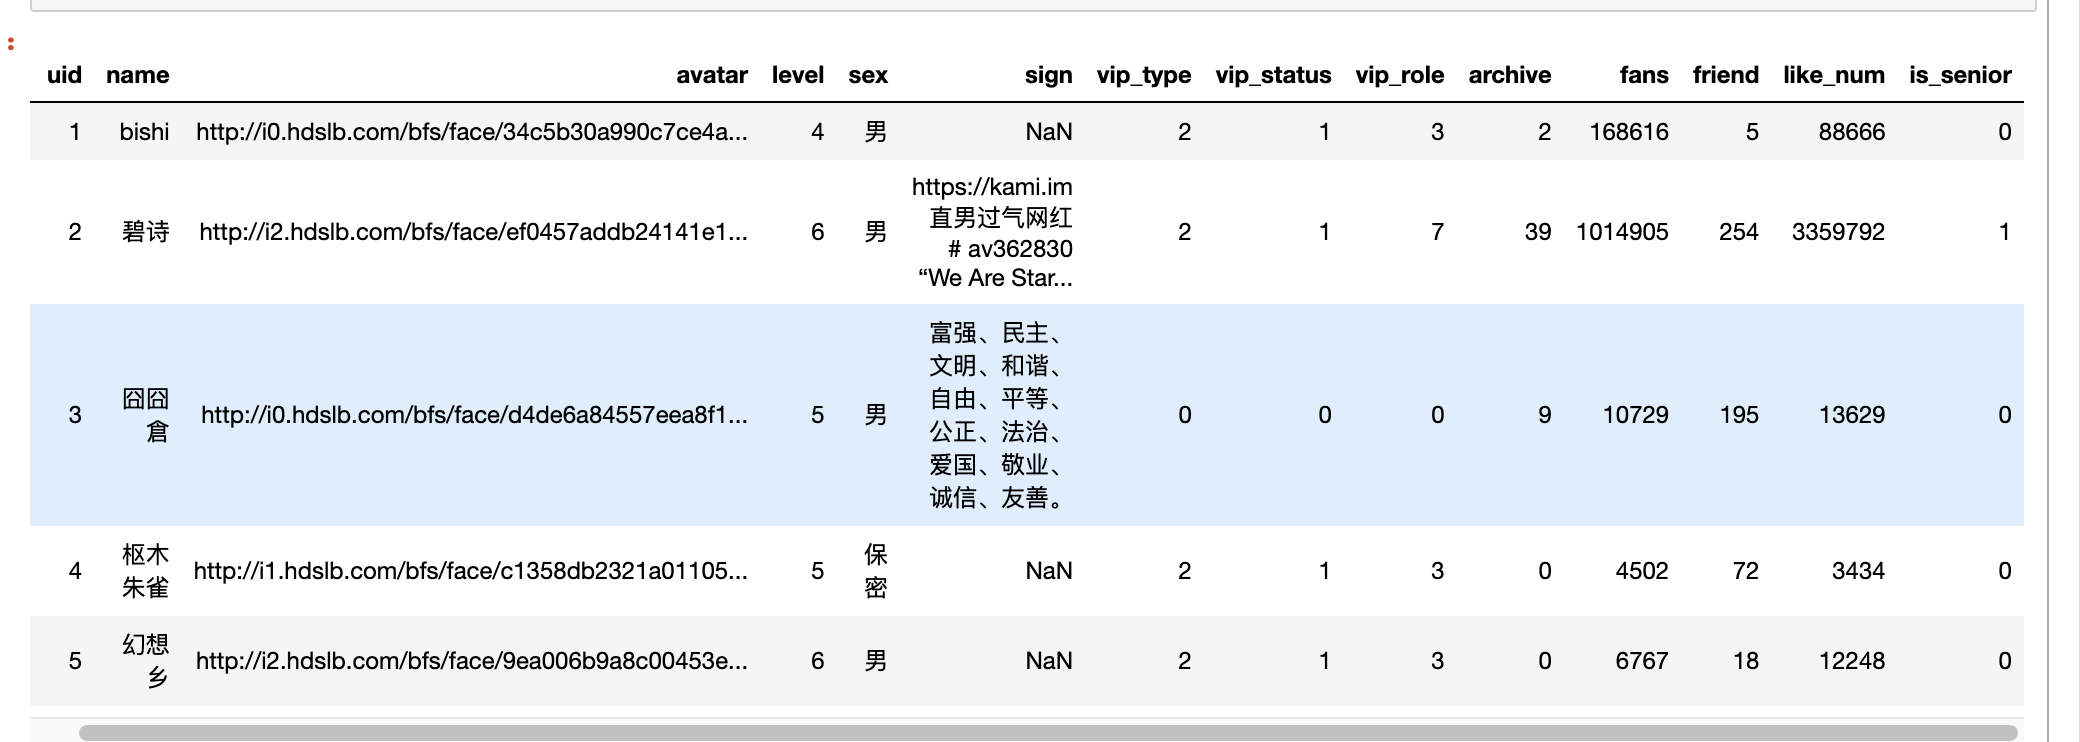 uid name avatar level sex sign vip_type vip_status vip_role archive fans friend like_num is_senior
1 bishi http://i0.hdslb.com/bfs/face/34c5b30a990c7ce4a... 4 男 NaN 2 1 3 2 168616 5 88666 0
https://kami.im
直男过气网红
2 碧诗 http://i2.hdslb.com/bfs/face/ef0457addb24141e1... 6 男 2 1 7 39 1014905 254 3359792 1
# av362830
“We Are Star...
富强、民主、
文明、和谐、
囧囧 自由、平等、
3 http://i0.hdslb.com/bfs/face/d4de6a84557eea8f1... 5 男 0 0 0 9 10729 195 13629 0
倉 公正、法治、
爱国、敬业、
诚信、友善。
枢木 保
4 http://i1.hdslb.com/bfs/face/c1358db2321a01105... 5 NaN 2 1 3 0 4502 72 3434 0
朱雀 密
幻想
5 http://i2.hdslb.com/bfs/face/9ea006b9a8c00453e... 6 男 NaN 2 1 3 0 6767 18 12248 0
乡